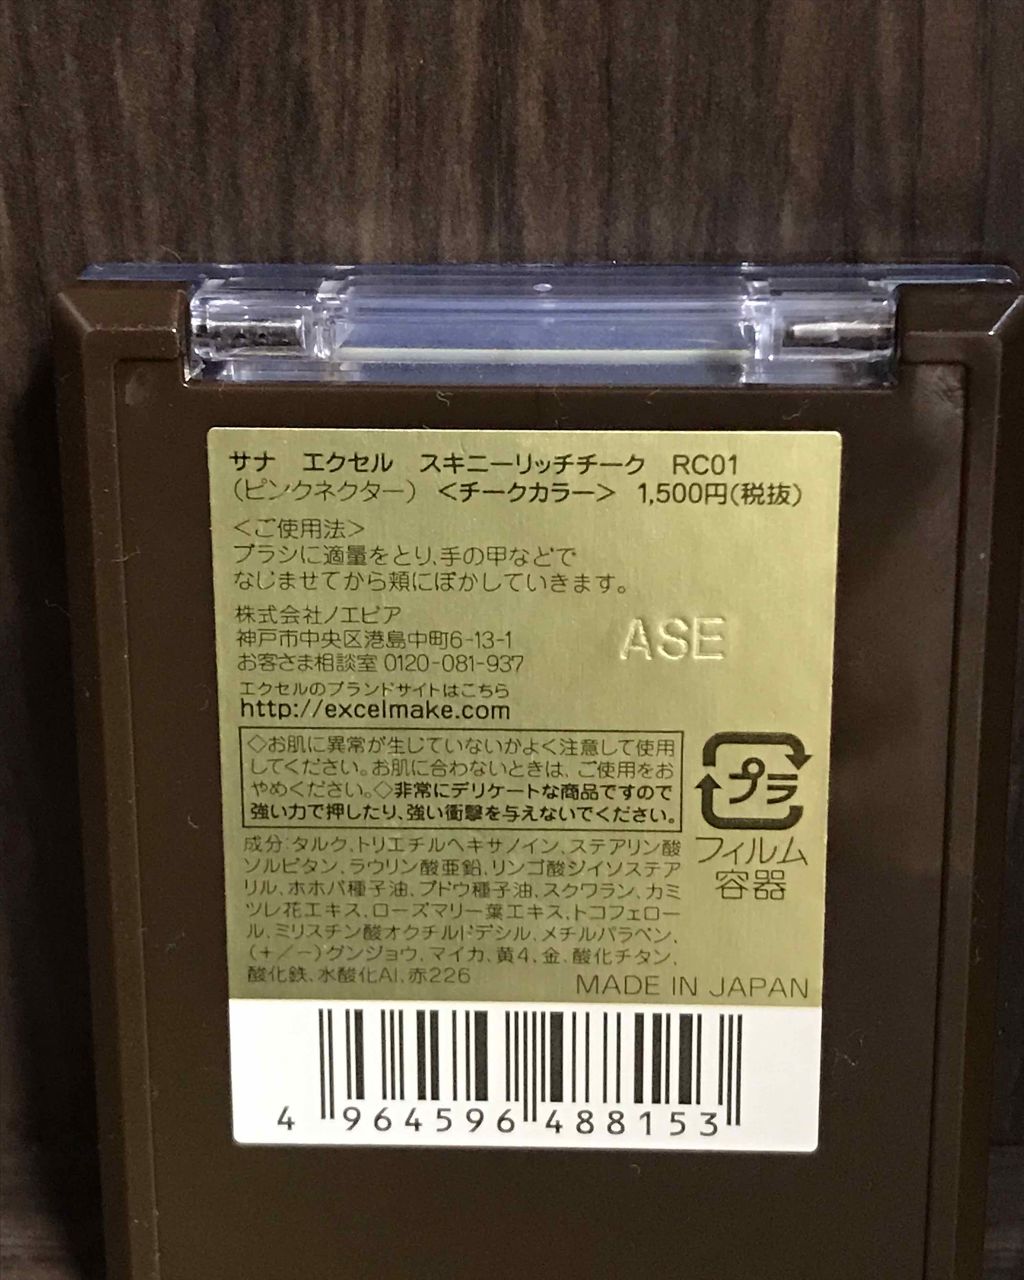 サナ　エクセル　スキニーリッチチーク　RC01
（ピンクネクター）＜チークカラー＞　1,500円(税抜)
＜ご使用法＞
ブラシに適量をとり、手の甲などで
なじませてから頬にぼかしていきます。
株式会社ノエビア
神戸市中央区港島中町6-13-1
お客さま相談室 0120-081-937
エクセルのブランドサイトはこちら
http://excelmake.com
ASE
◇お肌に異常が生じていないかよく注意して使用
してください。お肌に合わないときは、ご使用をお
やめください。◇非常にデリケートな商品ですので
強い力で押したり、強い衝撃を与えないでください。
プラ
フィルム
容器
成分:タルク、トリエチルヘキサノイン、ステアリン酸
ソルビタン、ラウリン酸亜鉛、リンゴ酸ジイソステア
リル、ホホバ種子油、ブドウ種子油、スクワラン、カミ
ツレ花エキス、ローズマリー葉エキス、トコフェロー
ル、ミリスチン酸オクチルドデシル、メチルパラベン、
(+/−)グンジョウ、マイカ、黄4、金、酸化チタン、
酸化鉄、水酸化Al、赤226
MADE IN JAPAN
4 964596 488153